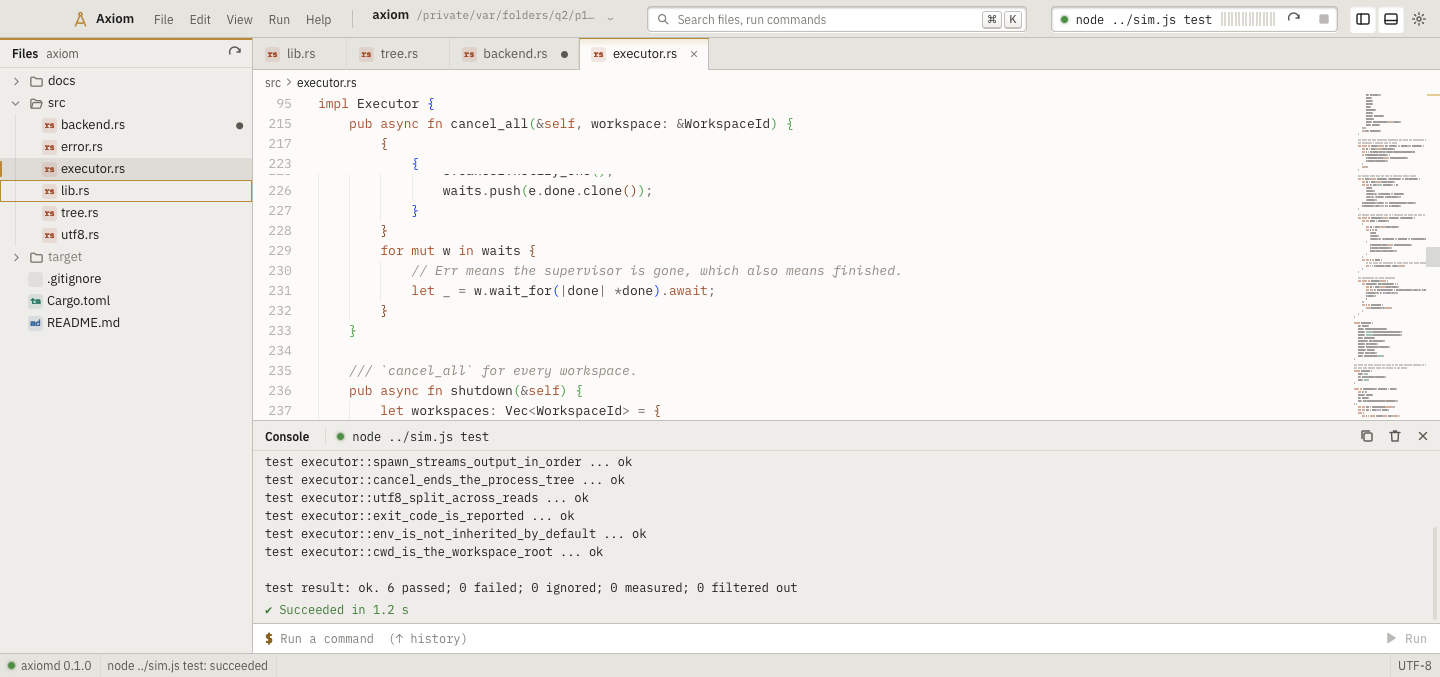 Axiom File Edit View Run Help axiom /private/var/folders/q2/p1… Search files, run commands ⌘ K node ../sim.js test
Files axiom
lib.rs tree.rs backend.rs executor.rs
docs
src
backend.rs
error.rs
executor.rs
lib.rs
tree.rs
utf8.rs
target
.gitignore
Cargo.toml
README.md
src > executor.rs
95 impl Executor {
215 pub async fn cancel_all(&self, workspace: &WorkspaceId) {
217 {
223 {
226 waits.push(e.done.clone());
227 }
228 }
229 for mut w in waits {
230 // Err means the supervisor is gone, which also means finished.
231 let _ = w.wait_for(|done| *done).await;
232 }
233 }
234
235 /// `cancel_all` for every workspace.
236 pub async fn shutdown(&self) {
237 let workspaces: Vec<WorkspaceId> = {
Console node ../sim.js test
test executor::spawn_streams_output_in_order ... ok
test executor::cancel_ends_the_process_tree ... ok
test executor::utf8_split_across_reads ... ok
test executor::exit_code_is_reported ... ok
test executor::env_is_not_inherited_by_default ... ok
test executor::cwd_is_the_workspace_root ... ok
test result: ok. 6 passed; 0 failed; 0 ignored; 0 measured; 0 filtered out
✔ Succeeded in 1.2 s
$ Run a command (↑ history) Run
axiomd 0.1.0 node ../sim.js test: succeeded UTF-8